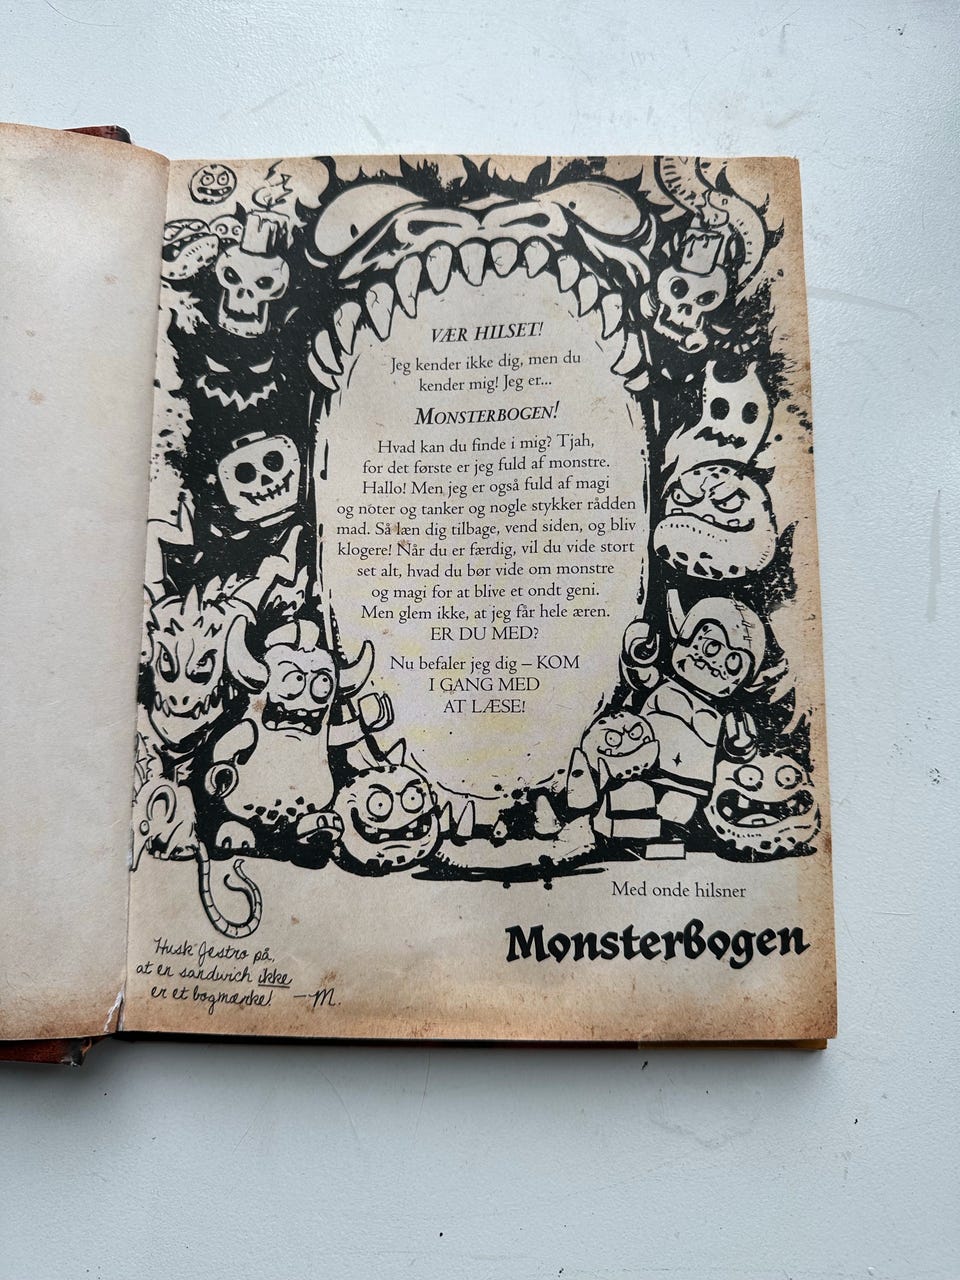 VÆR HILSET!
Jeg kender ikke dig, men du
kender mig! Jeg er...
MONSTERBOGEN!
Hvad kan du finde i mig? Tjah,
for det første er jeg fuld af monstre.
Hallo! Men jeg er også fuld af magi
og noter og tanker og nogle stykker rådden
mad. Så læn dig tilbage, vend siden, og bliv
klogere! Når du er færdig, vil du vide stort
set alt, hvad du bør vide om monstre
og magi for at blive et ondt geni.
Men glem ikke, at jeg får hele æren.
ER DU MED?
Nu befaler jeg dig – KOM
I GANG MED
AT LÆSE!
Med onde hilsner
Monsterbogen
Husk Jestro på,
at en sandwich ikke
er et bogmærke! —M.